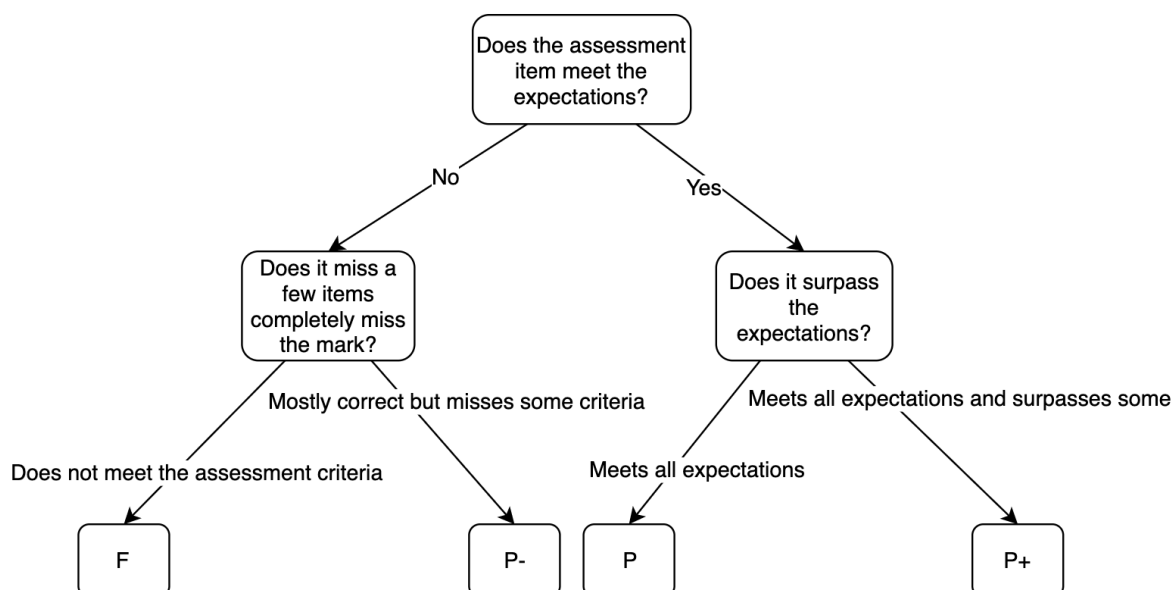 Does the assessment
item meet the
expectations?
No
Yes
Does it miss a
few items
completely miss
the mark?
Does it surpass
the
expectations?
Mostly correct but misses some criteria
Meets all expectations and surpasses some
Does not meet the assessment criteria
Meets all expectations
F
P-
P
P+